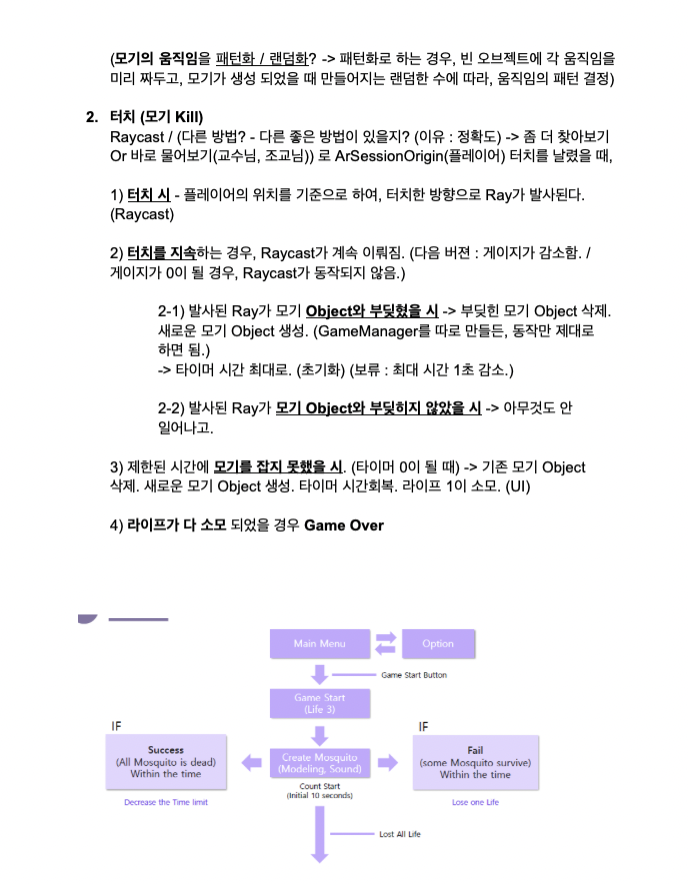 (모기의 움직임을 패턴화 / 랜덤화? -> 패턴화로 하는 경우, 빈 오브젝트에 각 움직임을
미리 짜두고, 모기가 생성 되었을 때 만들어지는 랜덤한 수에 따라, 움직임의 패턴 결정)
2. 터치 (모기 Kill)
Raycast / (다른 방법? - 다른 좋은 방법이 있을지? (이유 : 정확도) -> 좀 더 찾아보기
Or 바로 물어보기(교수님, 조교님)) 로 ArSessionOrigin(플레이어) 터치를 날렸을 때,
1) 터치 시 - 플레이어의 위치를 기준으로 하여, 터치한 방향으로 Ray가 발사된다.
(Raycast)
2) 터치를 지속하는 경우, Raycast가 계속 이뤄짐. (다음 버젼 : 게이지가 감소함. /
게이지가 0이 될 경우, Raycast가 동작되지 않음.)
2-1) 발사된 Ray가 모기 Object와 부딪혔을 시 -> 부딪힌 모기 Object 삭제.
새로운 모기 Object 생성. (GameManager를 따로 만들든, 동작만 제대로
하면 됨.)
-> 타이머 시간 최대로. (초기화) (보류 : 최대 시간 1초 감소.)
2-2) 발사된 Ray가 모기 Object와 부딪히지 않았을 시 -> 아무것도 안
일어나고.
3) 제한된 시간에 모기를 잡지 못했을 시. (타이머 0이 될 때) -> 기존 모기 Object
삭제. 새로운 모기 Object 생성. 타이머 시간회복. 라이프 1이 소모. (UI)
4) 라이프가 다 소모 되었을 경우 Game Over
Main Menu
Option
Game Start Button
Game Start
(Life 3)
IF
IF
Success
(All Mosquito is dead)
Within the time
Create Mosquito
(Modeling, Sound)
Fail
(some Mosquito survive)
Within the time
Count Start
(Initial 10 seconds)
Decrease the Time limit
Lose one Life
Lost All Life